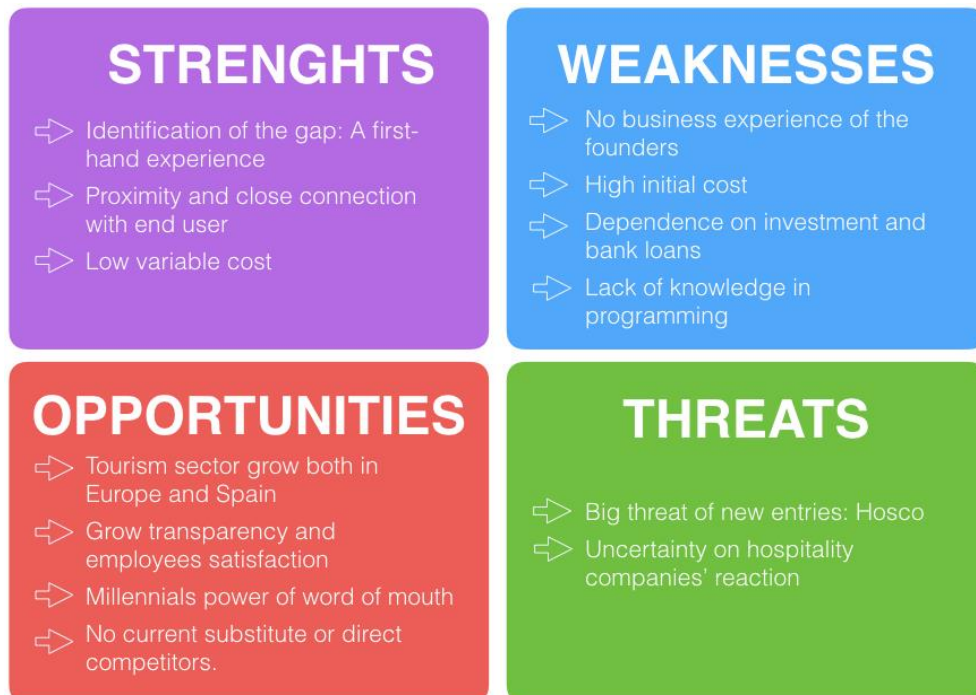 STRENGHTS
Identification of the gap: A first-
hand experience
Proximity and close connection
with end user
Low variable cost
WEAKNESSES
No business experience of the
founders
High initial cost
Dependence on investment and
bank loans
Lack of knowledge in
programming
OPPORTUNITIES
Tourism sector grow both in
Europe and Spain
Grow transparency and
employees satisfaction
Millennials power of word of mouth
No current substitute or direct
competitors.
THREATS
Big threat of new entries: Hosco
Uncertainty on hospitality
companies’ reaction